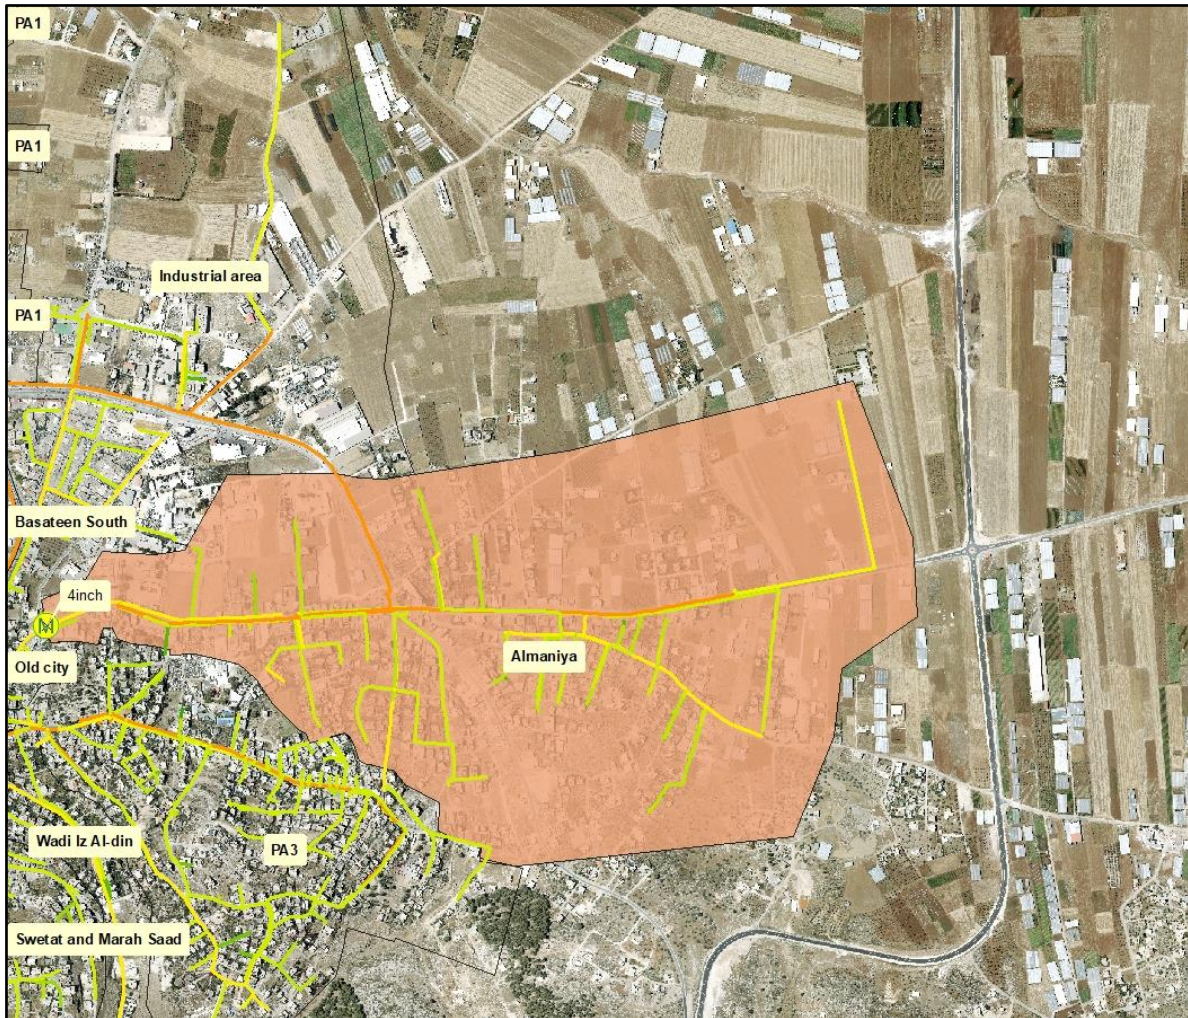 PA1
PA1
Industrial area
PA1
Basateen South
4inch
Old city
Almaniya
Wadi Iz Al-din
PA3
Swetat and Marah Saad